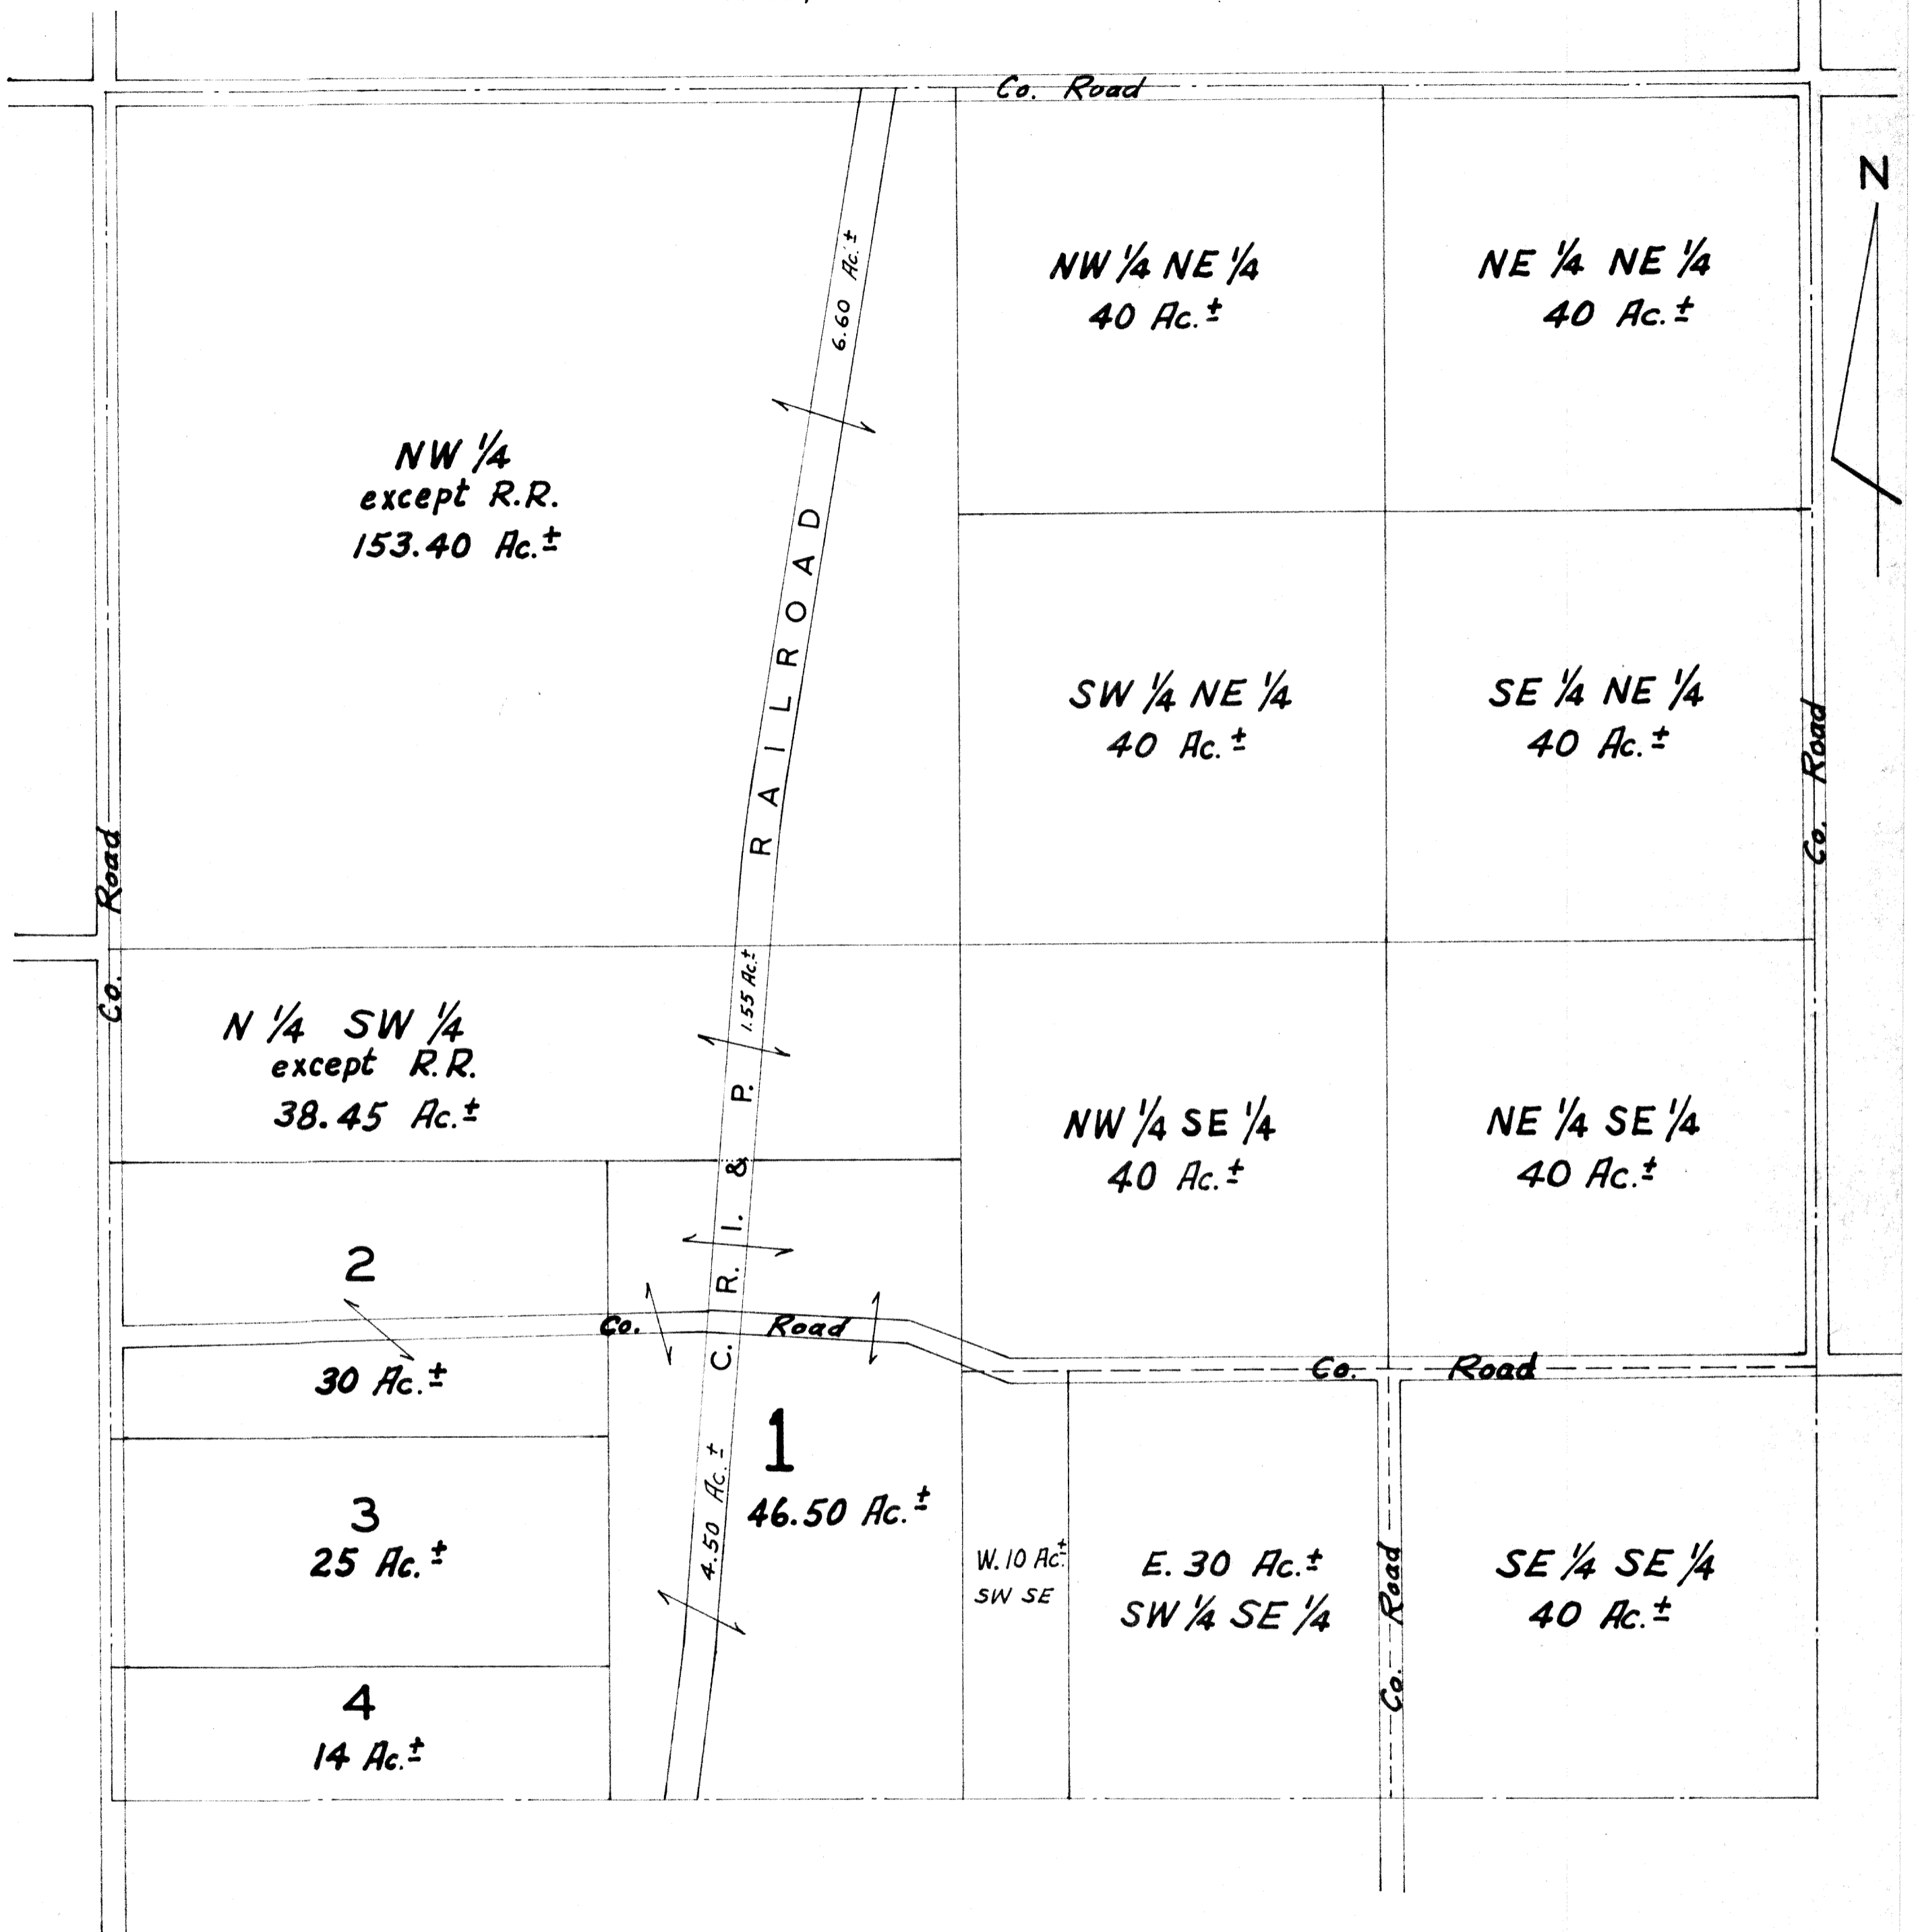 Co. Road
N
6.60 Ac.±
NW ¼ NE ¼
40 Ac.±
NE ¼ NE ¼
40 Ac.±
NW ¼
except R.R.
153.40 Ac.±
SW ¼ NE ¼
40 Ac.±
SE ¼ NE ¼
40 Ac.±
Co. Road
Co. Road
C. R. I. & P. RAILROAD
1.55 Ac.±
N ¼ SW ¼
except R.R.
38.45 Ac.±
NW ¼ SE ¼
40 Ac.±
NE ¼ SE ¼
40 Ac.±
2
30 Ac.±
Co. Road
Co. Road
1
46.50 Ac.±
4.50 Ac.±
3
25 Ac.±
W. 10 Ac.±
SW SE
E. 30 Ac.±
SW ¼ SE ¼
Co. Road
SE ¼ SE ¼
40 Ac.±
4
14 Ac.±